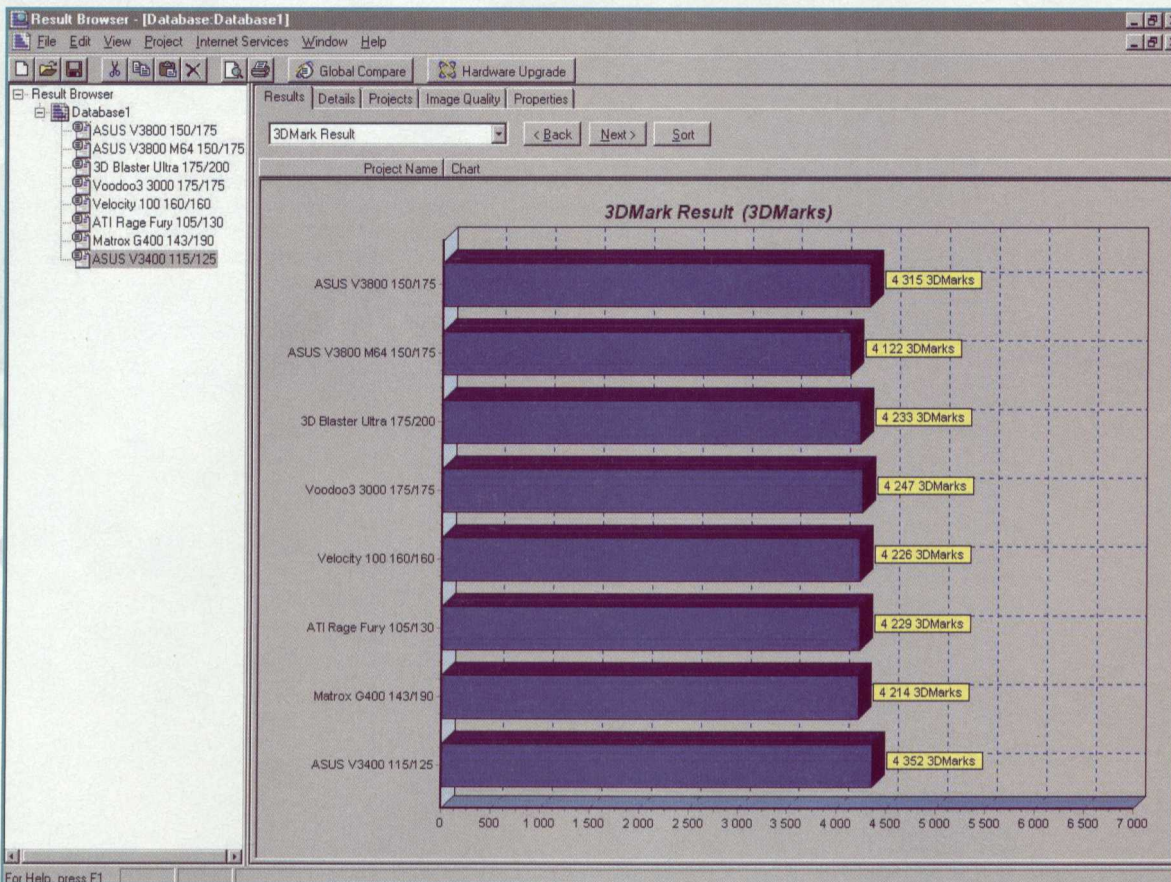 Result Browser - [Database:Database1]
File Edit View Project Internet Services Window Help
Global Compare Hardware Upgrade
Result Browser
Database1
ASUS V3800 150/175
ASUS V3800 M64 150/175
3D Blaster Ultra 175/200
Voodoo3 3000 175/175
Velocity 100 160/160
ATI Rage Fury 105/130
Matrox G400 143/190
ASUS V3400 115/125
Results Details Projects Image Quality Properties
3DMark Result < Back Next > Sort
Project Name Chart
3DMark Result (3DMarks)
ASUS V3800 150/175 4 315 3DMarks
ASUS V3800 M64 150/175 4 122 3DMarks
3D Blaster Ultra 175/200 4 233 3DMarks
Voodoo3 3000 175/175 4 247 3DMarks
Velocity 100 160/160 4 226 3DMarks
ATI Rage Fury 105/130 4 229 3DMarks
Matrox G400 143/190 4 214 3DMarks
ASUS V3400 115/125 4 352 3DMarks
0 500 1 000 1 500 2 000 2 500 3 000 3 500 4 000 4 500 5 000 5 500 6 000 6 500 7 000
For Help, press F1